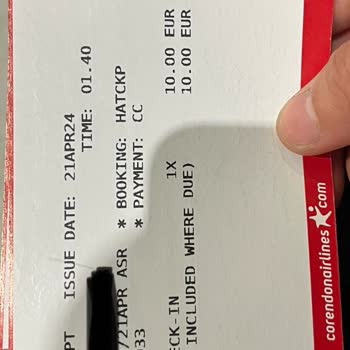 PT ISSUE DATE: 21APR24
TIME: 01.40
/21APR ASR * BOOKING: HATCKP
33 * PAYMENT: CC
ECK-IN 1X 10.00 EUR
INCLUDED WHERE DUE) 10.00 EUR
corendonairlines.com